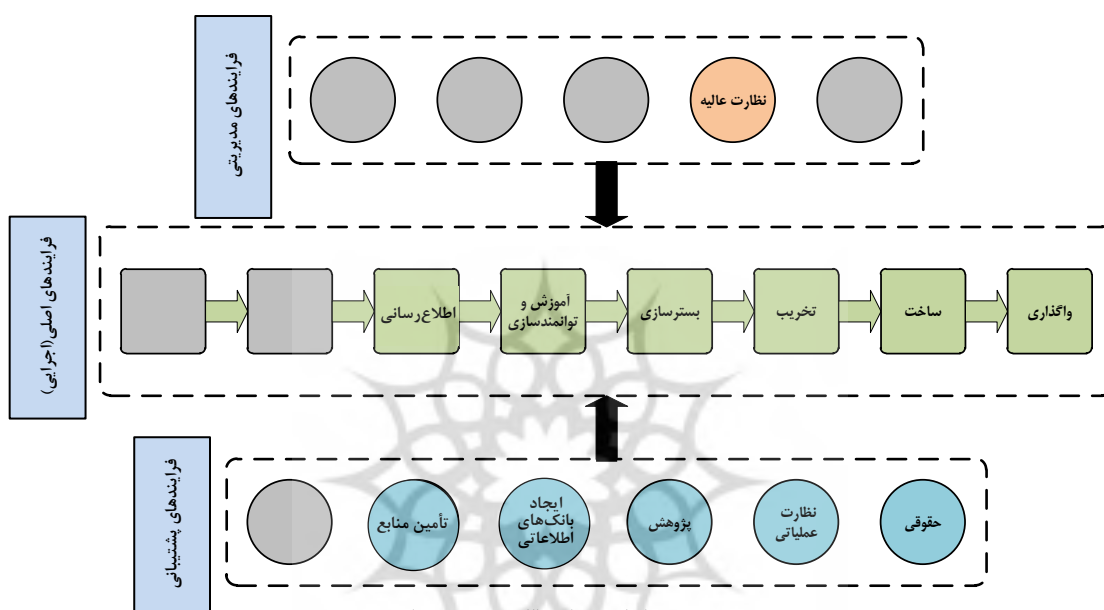 فرایندهای مدیریتی
نظارت عالیه
فرایندهای اصلی(اجرایی)
اطلاع‌رسانی
آموزش و
توانمندسازی
بسترسازی
تخریب
ساخت
واگذاری
فرایندهای پشتیبانی
تأمین منابع
ایجاد
بانک‌های
اطلاعاتی
پژوهش
نظارت
عملیاتی
حقوقی